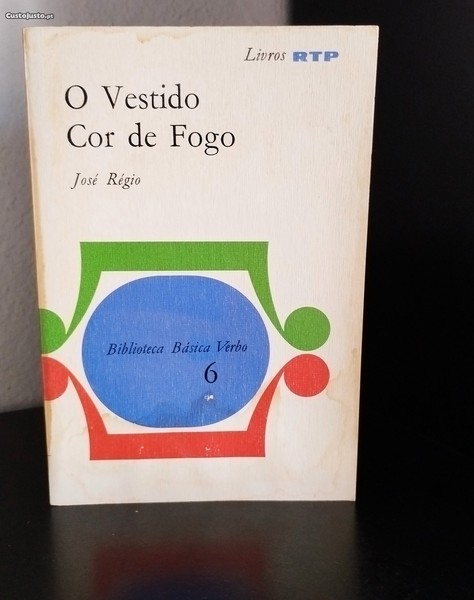 CustoJusto.pt
Livros RTP
O Vestido
Cor de Fogo
José Régio
Biblioteca Básica Verbo
6